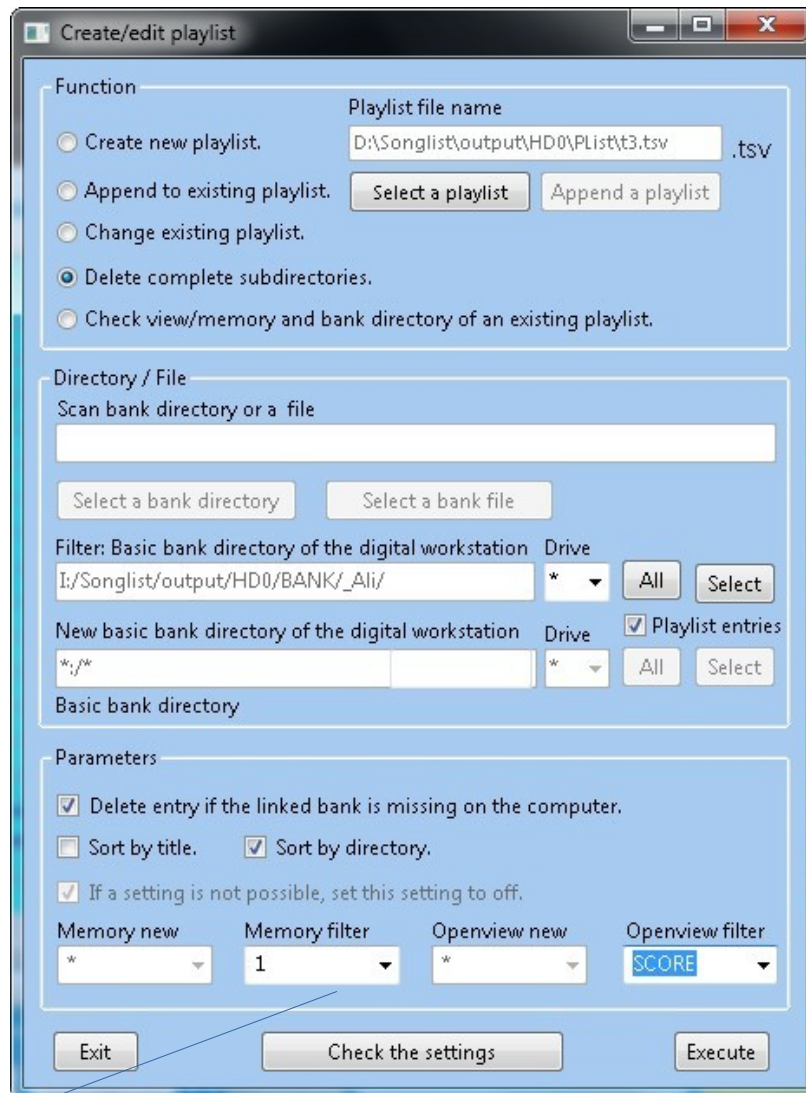 Create/edit playlist
Function
Playlist file name
Create new playlist. D:\Songlist\output\HD0\PList\t3.tsv .tsv
Append to existing playlist. Select a playlist Append a playlist
Change existing playlist.
Delete complete subdirectories.
Check view/memory and bank directory of an existing playlist.
Directory / File
Scan bank directory or a file
Select a bank directory Select a bank file
Filter: Basic bank directory of the digital workstation Drive
I:/Songlist/output/HD0/BANK/_Ali/ * All Select
New basic bank directory of the digital workstation Drive Playlist entries
*:/* * All Select
Basic bank directory
Parameters
Delete entry if the linked bank is missing on the computer.
Sort by title. Sort by directory.
If a setting is not possible, set this setting to off.
Memory new Memory filter Openview new Openview filter
* 1 * SCORE
Exit Check the settings Execute